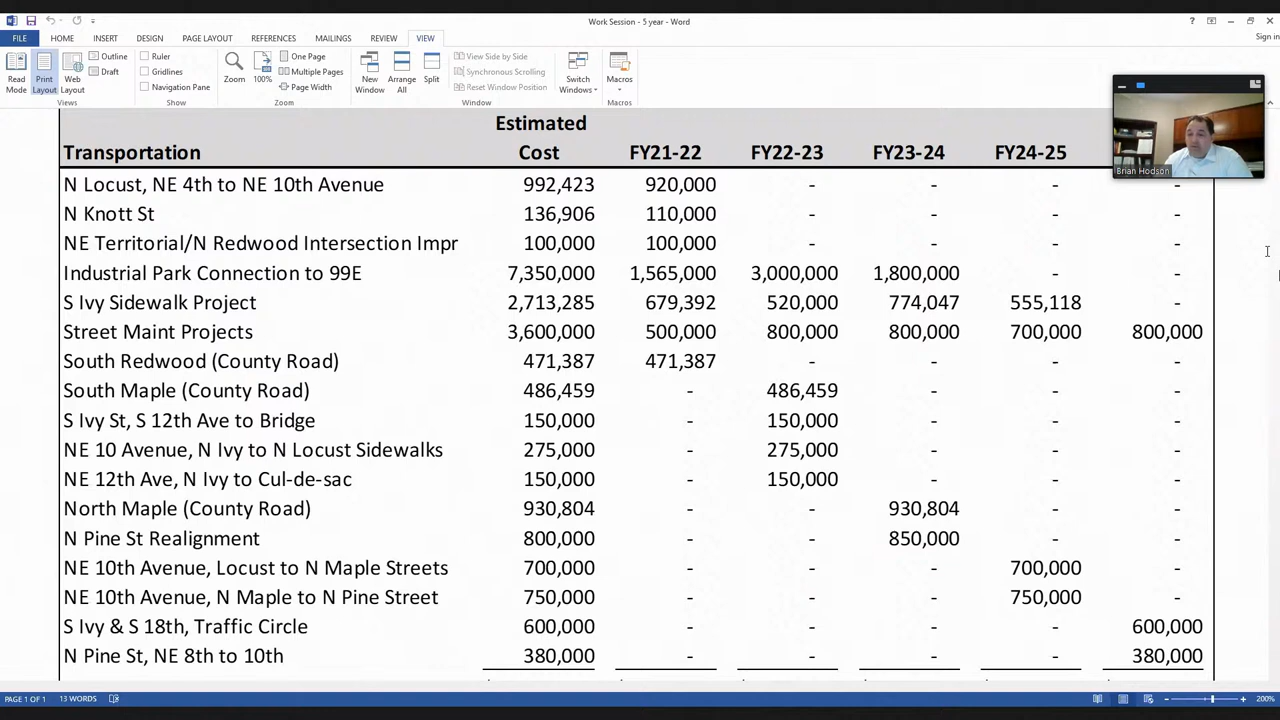 Work Session - 5 year - Word
Sign in
FILE HOME INSERT DESIGN PAGE LAYOUT REFERENCES MAILINGS REVIEW VIEW
Read Mode
Print Layout
Web Layout
Outline
Draft
Views
Ruler
Gridlines
Navigation Pane
Show
Zoom
100%
One Page
Multiple Pages
Page Width
Zoom
New Window
Arrange All
Split
View Side by Side
Synchronous Scrolling
Reset Window Position
Window
Switch Windows
Macros
Macros
Brian Hodson
Estimated
Transportation Cost FY21-22 FY22-23 FY23-24 FY24-25
N Locust, NE 4th to NE 10th Avenue 992,423 920,000 - - - -
N Knott St 136,906 110,000 - - - -
NE Territorial/N Redwood Intersection Impr 100,000 100,000 - - - -
Industrial Park Connection to 99E 7,350,000 1,565,000 3,000,000 1,800,000 - -
S Ivy Sidewalk Project 2,713,285 679,392 520,000 774,047 555,118 -
Street Maint Projects 3,600,000 500,000 800,000 800,000 700,000 800,000
South Redwood (County Road) 471,387 471,387 - - - -
South Maple (County Road) 486,459 - 486,459 - - -
S Ivy St, S 12th Ave to Bridge 150,000 - 150,000 - - -
NE 10 Avenue, N Ivy to N Locust Sidewalks 275,000 - 275,000 - - -
NE 12th Ave, N Ivy to Cul-de-sac 150,000 - 150,000 - - -
North Maple (County Road) 930,804 - - 930,804 - -
N Pine St Realignment 800,000 - - 850,000 - -
NE 10th Avenue, Locust to N Maple Streets 700,000 - - - 700,000 -
NE 10th Avenue, N Maple to N Pine Street 750,000 - - - 750,000 -
S Ivy & S 18th, Traffic Circle 600,000 - - - - 600,000
N Pine St, NE 8th to 10th 380,000 - - - - 380,000
PAGE 1 OF 1 13 WORDS 200%